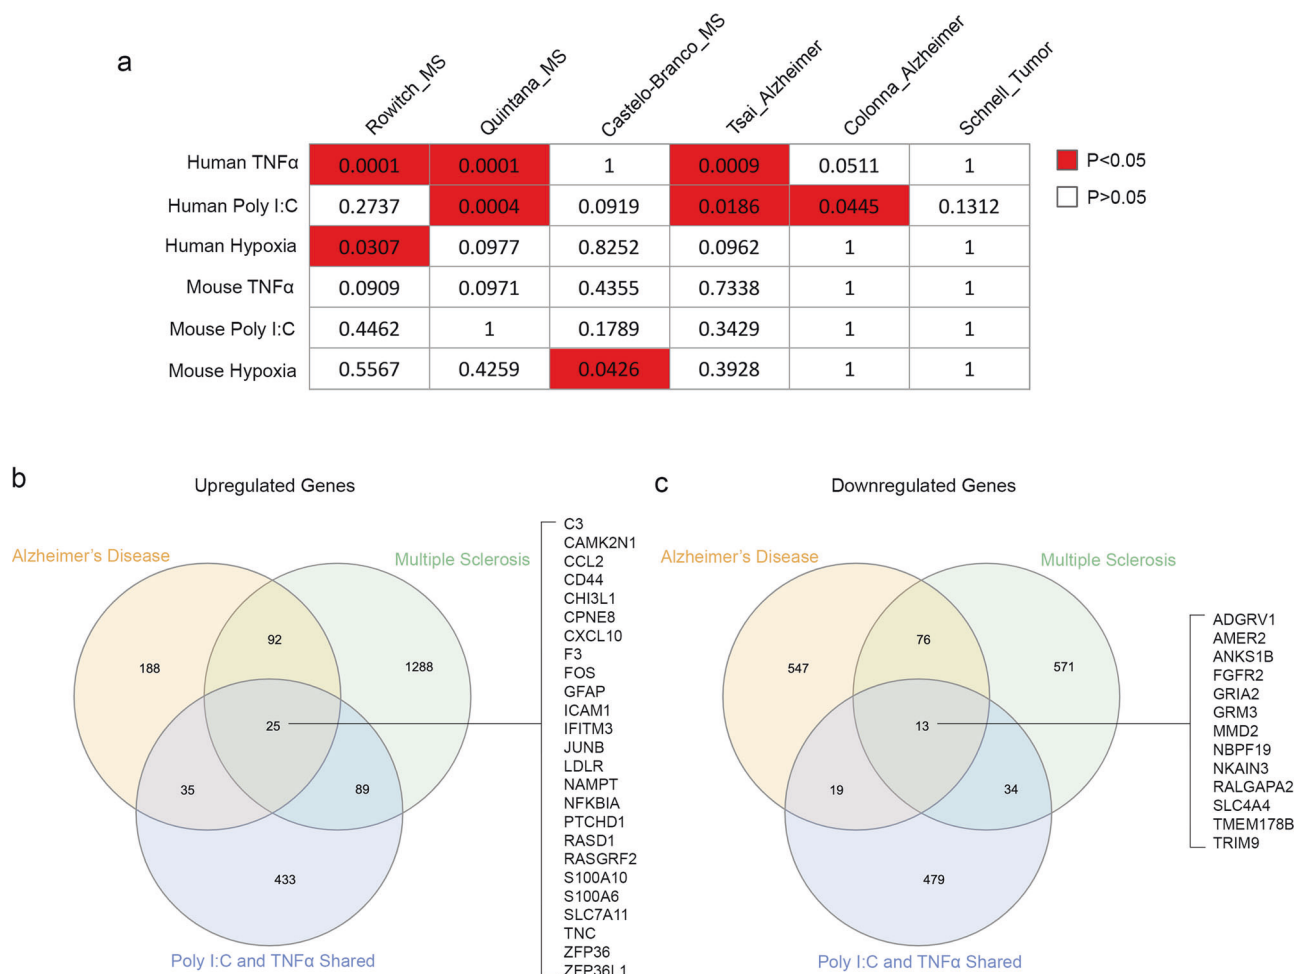 a
Rowitch_MS
Quintana_MS
Castelo-Branco_MS
Tsai_Alzheimer
Colonna_Alzheimer
Schnell_Tumor
Human TNFα 0.0001 0.0001 1 0.0009 0.0511 1
Human Poly I:C 0.2737 0.0004 0.0919 0.0186 0.0445 0.1312
Human Hypoxia 0.0307 0.0977 0.8252 0.0962 1 1
Mouse TNFα 0.0909 0.0971 0.4355 0.7338 1 1
Mouse Poly I:C 0.4462 1 0.1789 0.3429 1 1
Mouse Hypoxia 0.5567 0.4259 0.0426 0.3928 1 1
P<0.05
P>0.05
b
Upregulated Genes
Alzheimer's Disease
Multiple Sclerosis
92
188
1288
25
35
89
433
Poly I:C and TNFα Shared
C3
CAMK2N1
CCL2
CD44
CHI3L1
CPNE8
CXCL10
F3
FOS
GFAP
ICAM1
IFITM3
JUNB
LDLR
NAMPT
NFKBIA
PTCHD1
RASD1
RASGRF2
S100A10
S100A6
SLC7A11
TNC
ZFP36
ZFP36L1
c
Downregulated Genes
Alzheimer's Disease
Multiple Sclerosis
76
547
571
13
19
34
479
Poly I:C and TNFα Shared
ADGRV1
AMER2
ANKS1B
FGFR2
GRIA2
GRM3
MMD2
NBPF19
NKAIN3
RALGAPA2
SLC4A4
TMEM178B
TRIM9